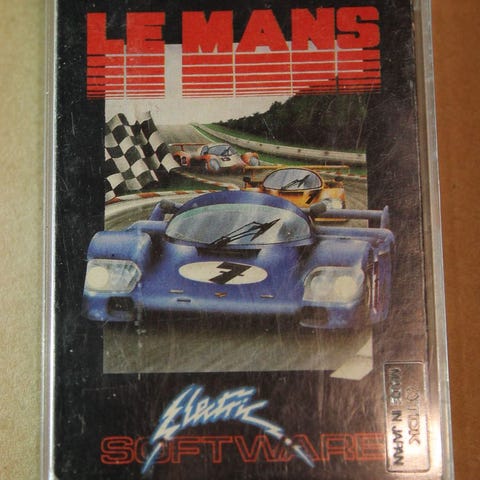 LE MANS
7
Electric
SOFTWARE
TDK
MADE IN JAPAN